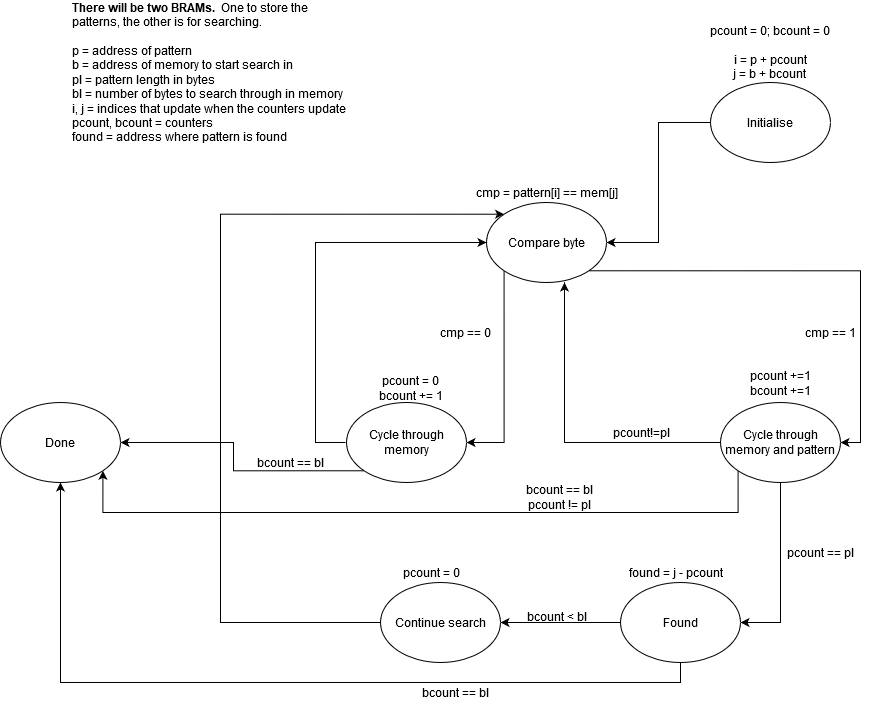 There will be two BRAMs. One to store the
patterns, the other is for searching.
p = address of pattern
b = address of memory to start search in
pl = pattern length in bytes
bl = number of bytes to search through in memory
i, j = indices that update when the counters update
pcount, bcount = counters
found = address where pattern is found
pcount = 0; bcount = 0
i = p + pcount
j = b + bcount
Initialise
cmp = pattern[i] == mem[j]
Compare byte
cmp == 0
cmp == 1
pcount = 0
bcount += 1
Cycle through
memory
pcount +=1
bcount +=1
Cycle through
memory and pattern
pcount!=pl
Done
bcount == bl
bcount == bl
pcount != pl
pcount == pl
pcount = 0
Continue search
bcount < bl
found = j - pcount
Found
bcount == bl